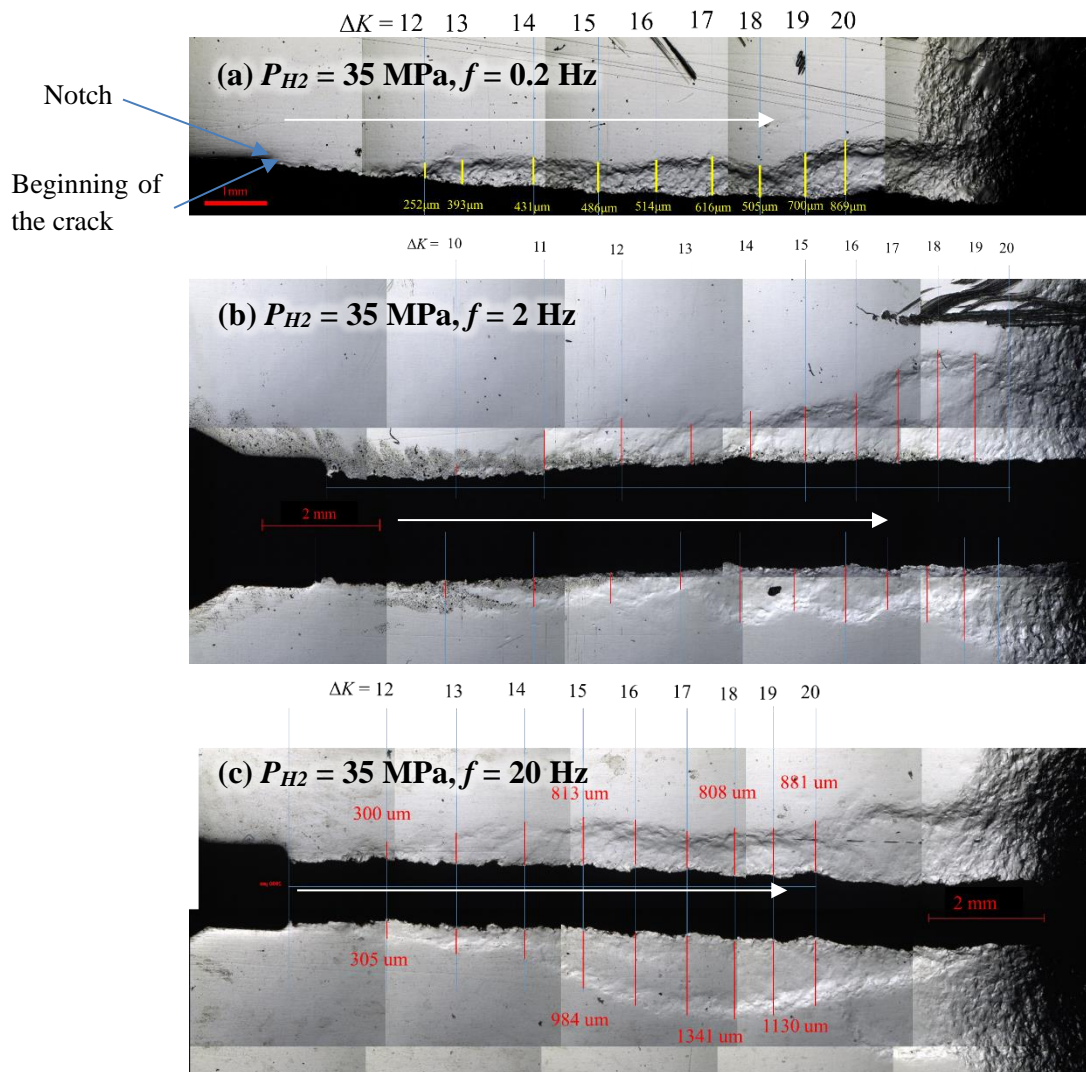 ΔK = 12 13 14 15 16 17 18 19 20
(a) P_H2 = 35 MPa, f = 0.2 Hz
Notch
Beginning of
the crack
1mm
252μm 393μm 431μm 486μm 514μm 616μm 505μm 700μm 869μm
ΔK = 10 11 12 13 14 15 16 17 18 19 20
(b) P_H2 = 35 MPa, f = 2 Hz
2 mm
ΔK = 12 13 14 15 16 17 18 19 20
(c) P_H2 = 35 MPa, f = 20 Hz
300 um
813 um
808 um
881 um
2 mm
305 um
984 um
1341 um
1130 um